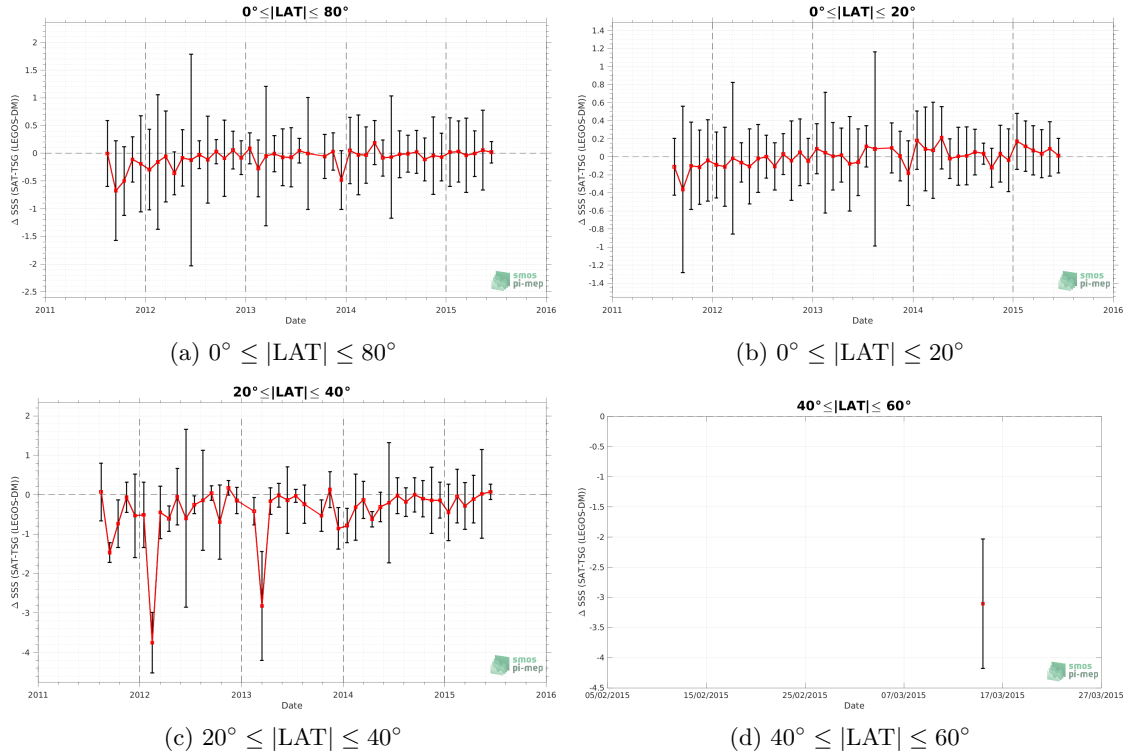 0°≤|LAT|≤ 80°
Δ SSS (SAT-TSG (LEGOS-DM))
2
1.5
1
0.5
0
-0.5
-1
-1.5
-2
-2.5
2011
2012
2013
2014
2015
2016
Date
smos
pi-mep
(a) 0° ≤ |LAT| ≤ 80°
0°≤|LAT|≤ 20°
Δ SSS (SAT-TSG (LEGOS-DM))
1.4
1.2
1
0.8
0.6
0.4
0.2
0
-0.2
-0.4
-0.6
-0.8
-1
-1.2
-1.4
2011
2012
2013
2014
2015
2016
Date
smos
pi-mep
(b) 0° ≤ |LAT| ≤ 20°
20°≤|LAT|≤ 40°
Δ SSS (SAT-TSG (LEGOS-DM))
2
1
0
-1
-2
-3
-4
2011
2012
2013
2014
2015
2016
Date
smos
pi-mep
(c) 20° ≤ |LAT| ≤ 40°
40°≤|LAT|≤ 60°
Δ SSS (SAT-TSG (LEGOS-DM))
0
-0.5
-1
-1.5
-2
-2.5
-3
-3.5
-4
-4.5
05/02/2015
15/02/2015
25/02/2015
07/03/2015
17/03/2015
27/03/2015
Date
smos
pi-mep
(d) 40° ≤ |LAT| ≤ 60°